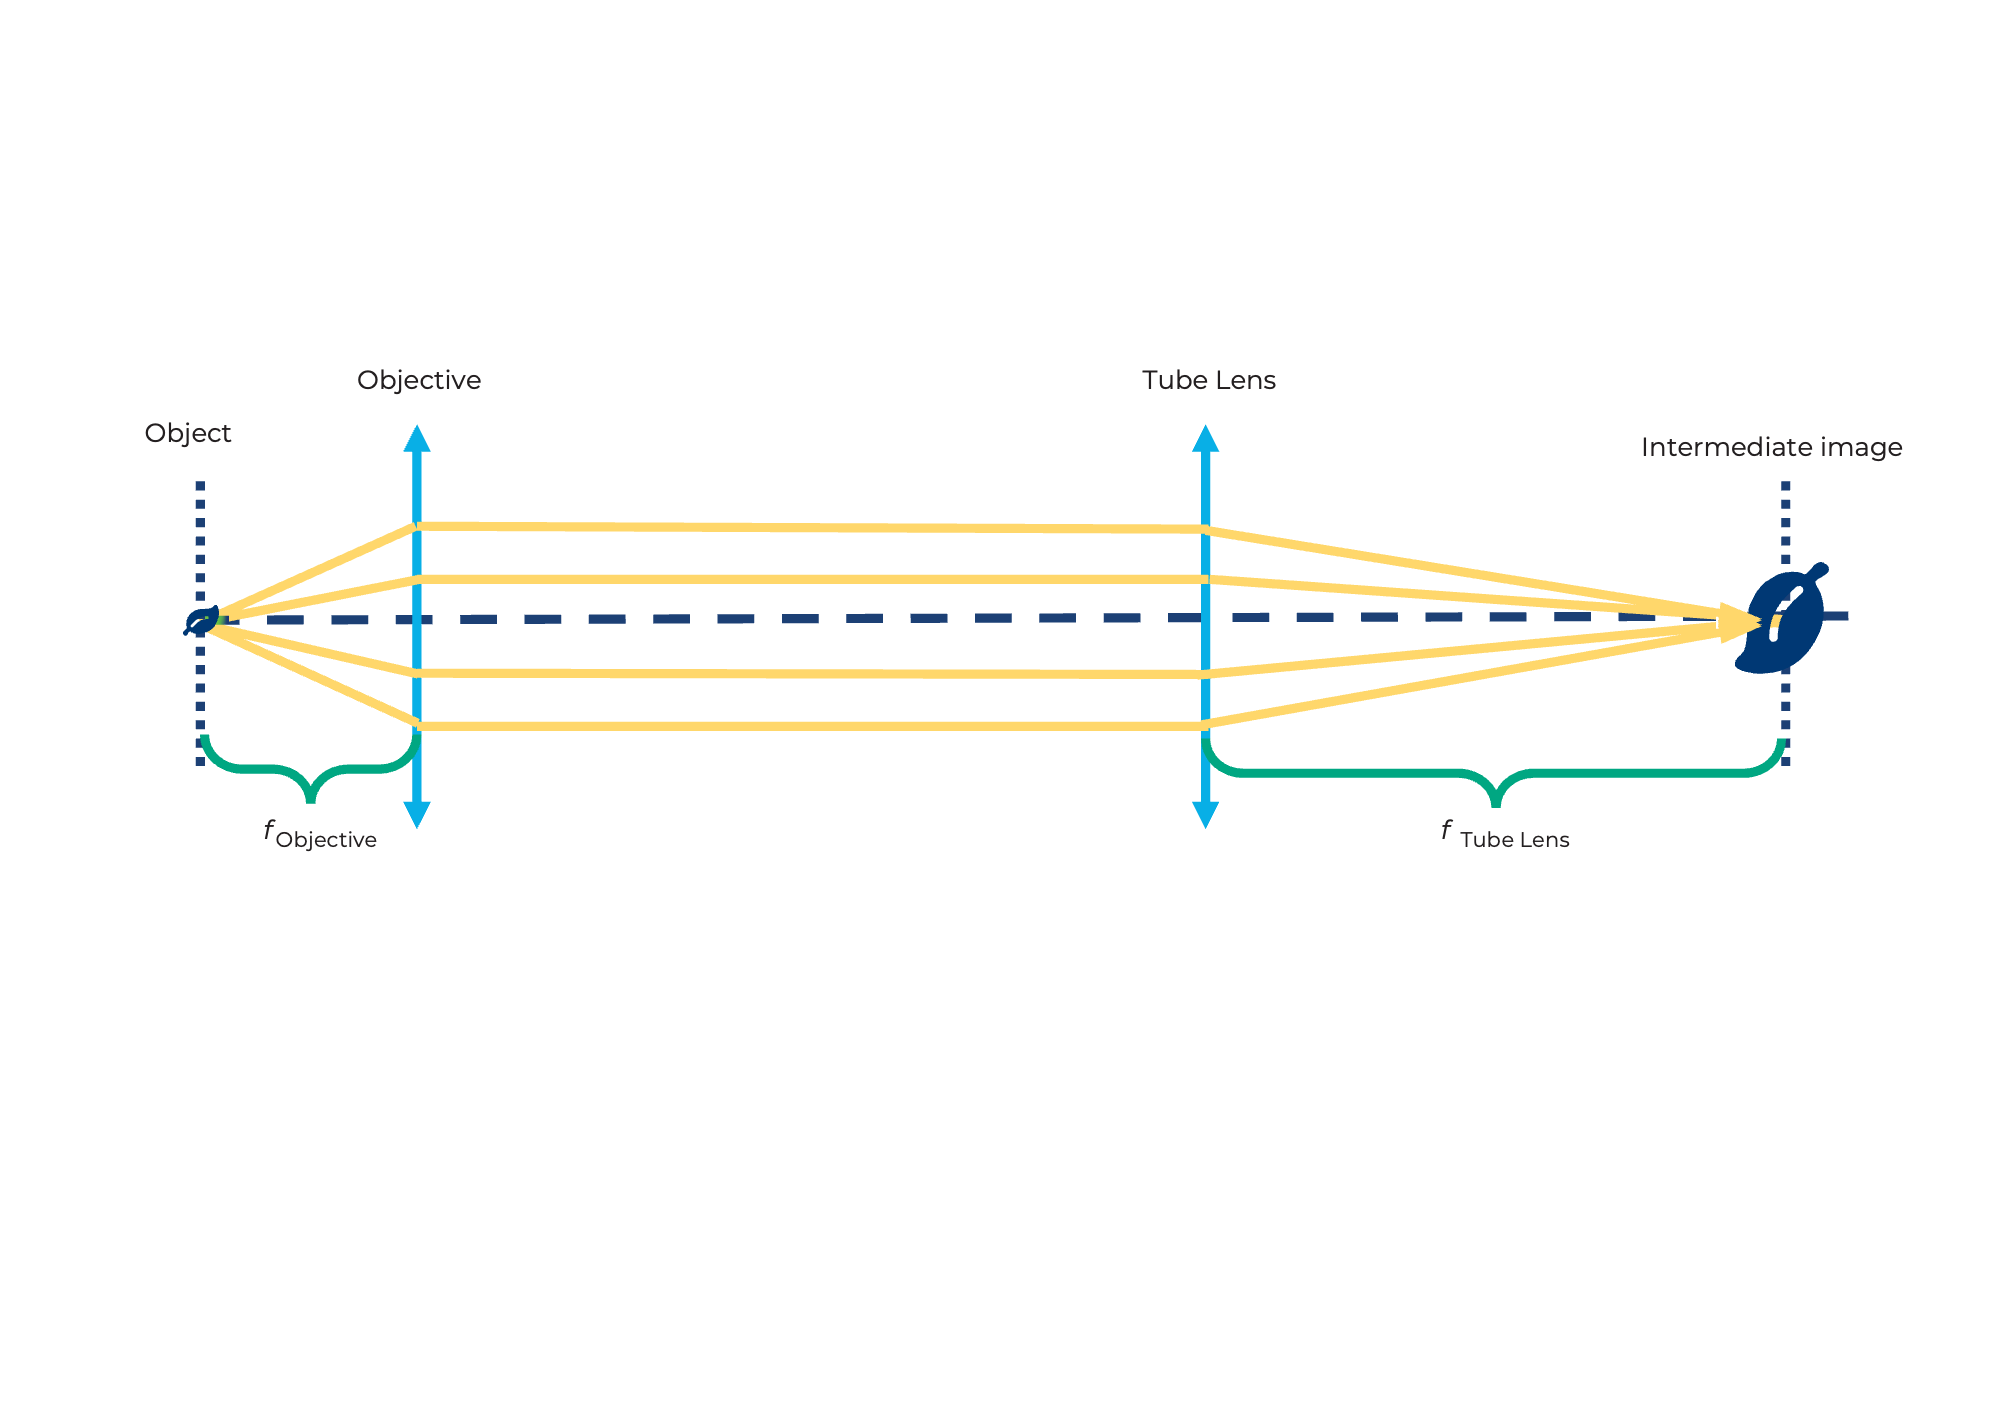 Objective
Tube Lens
Object
Intermediate image
f Objective
f Tube Lens